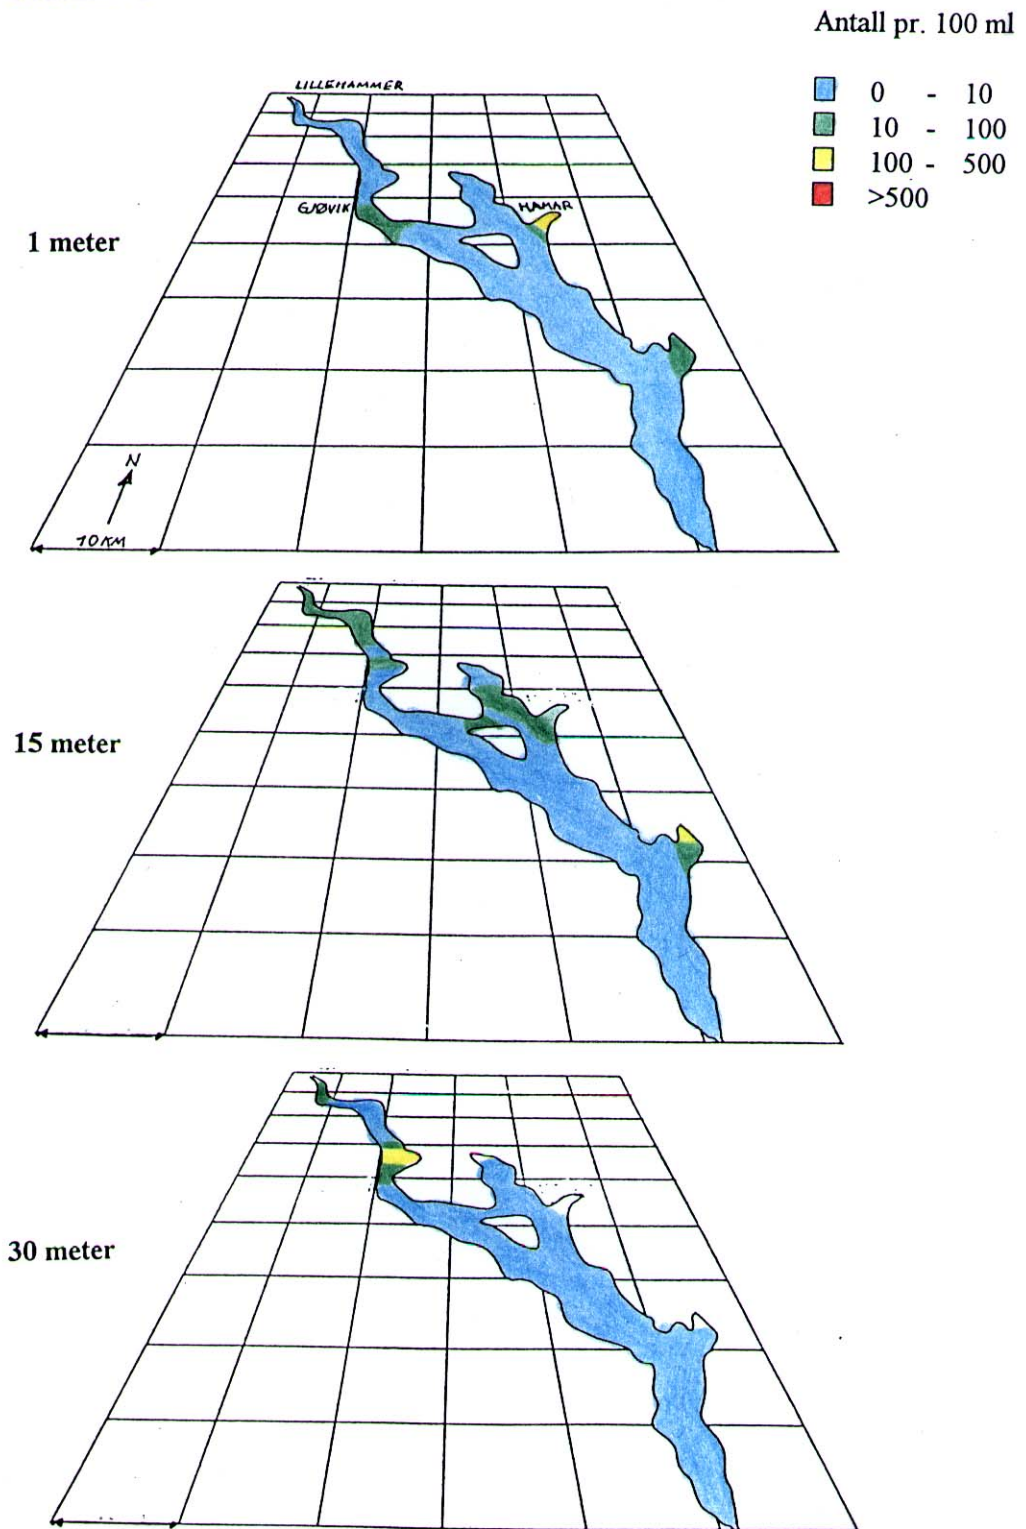 Antall pr. 100 ml
0 - 10
10 - 100
100 - 500
>500
LILLEHAMMER
GJØVIK
HAMAR
1 meter
N
10 KM
15 meter
30 meter